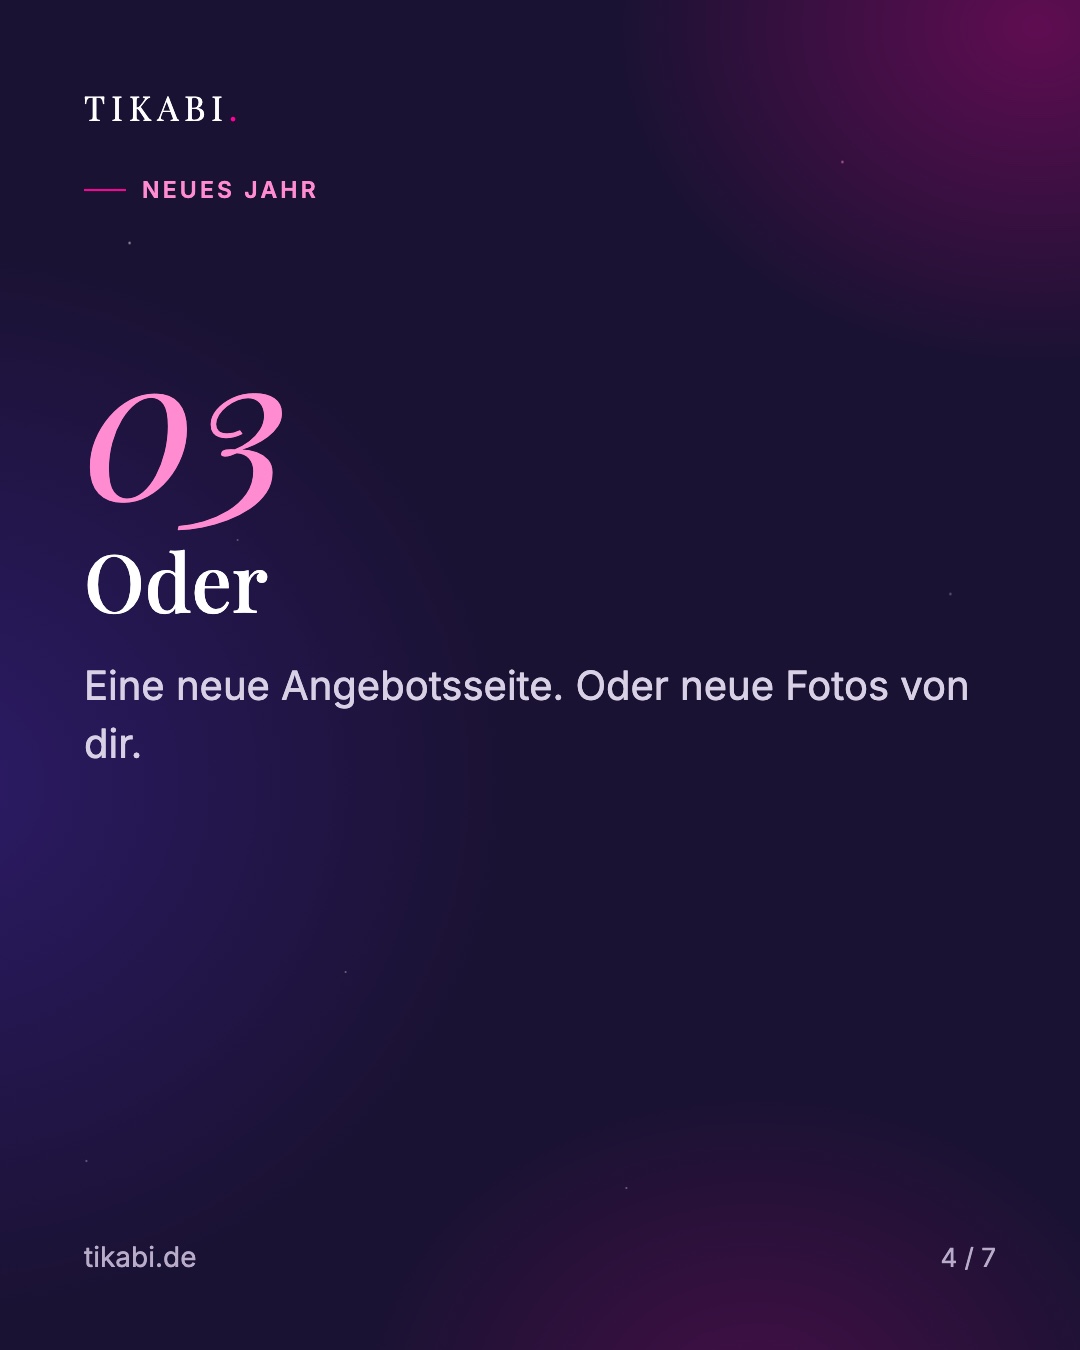 TIKABI.
NEUES JAHR
03
Oder
Eine neue Angebotsseite. Oder neue Fotos von
dir.
tikabi.de
4 / 7